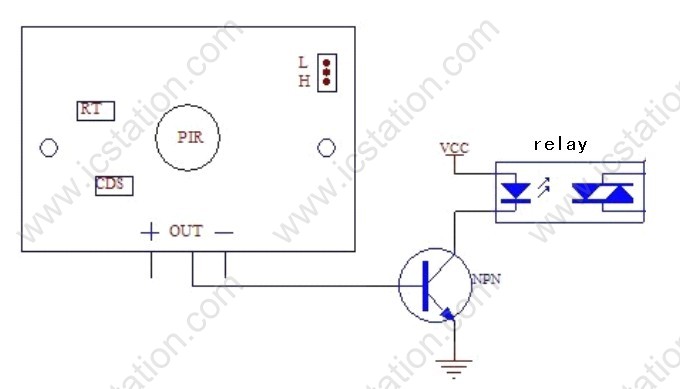 L
H
RT
PIR
CDS
+ OUT —
relay
VCC
NPN
www.icstation.com
www.icstation.com
www.icstation.com
www.icstation.com
www.icstation.com
www.icstation.com